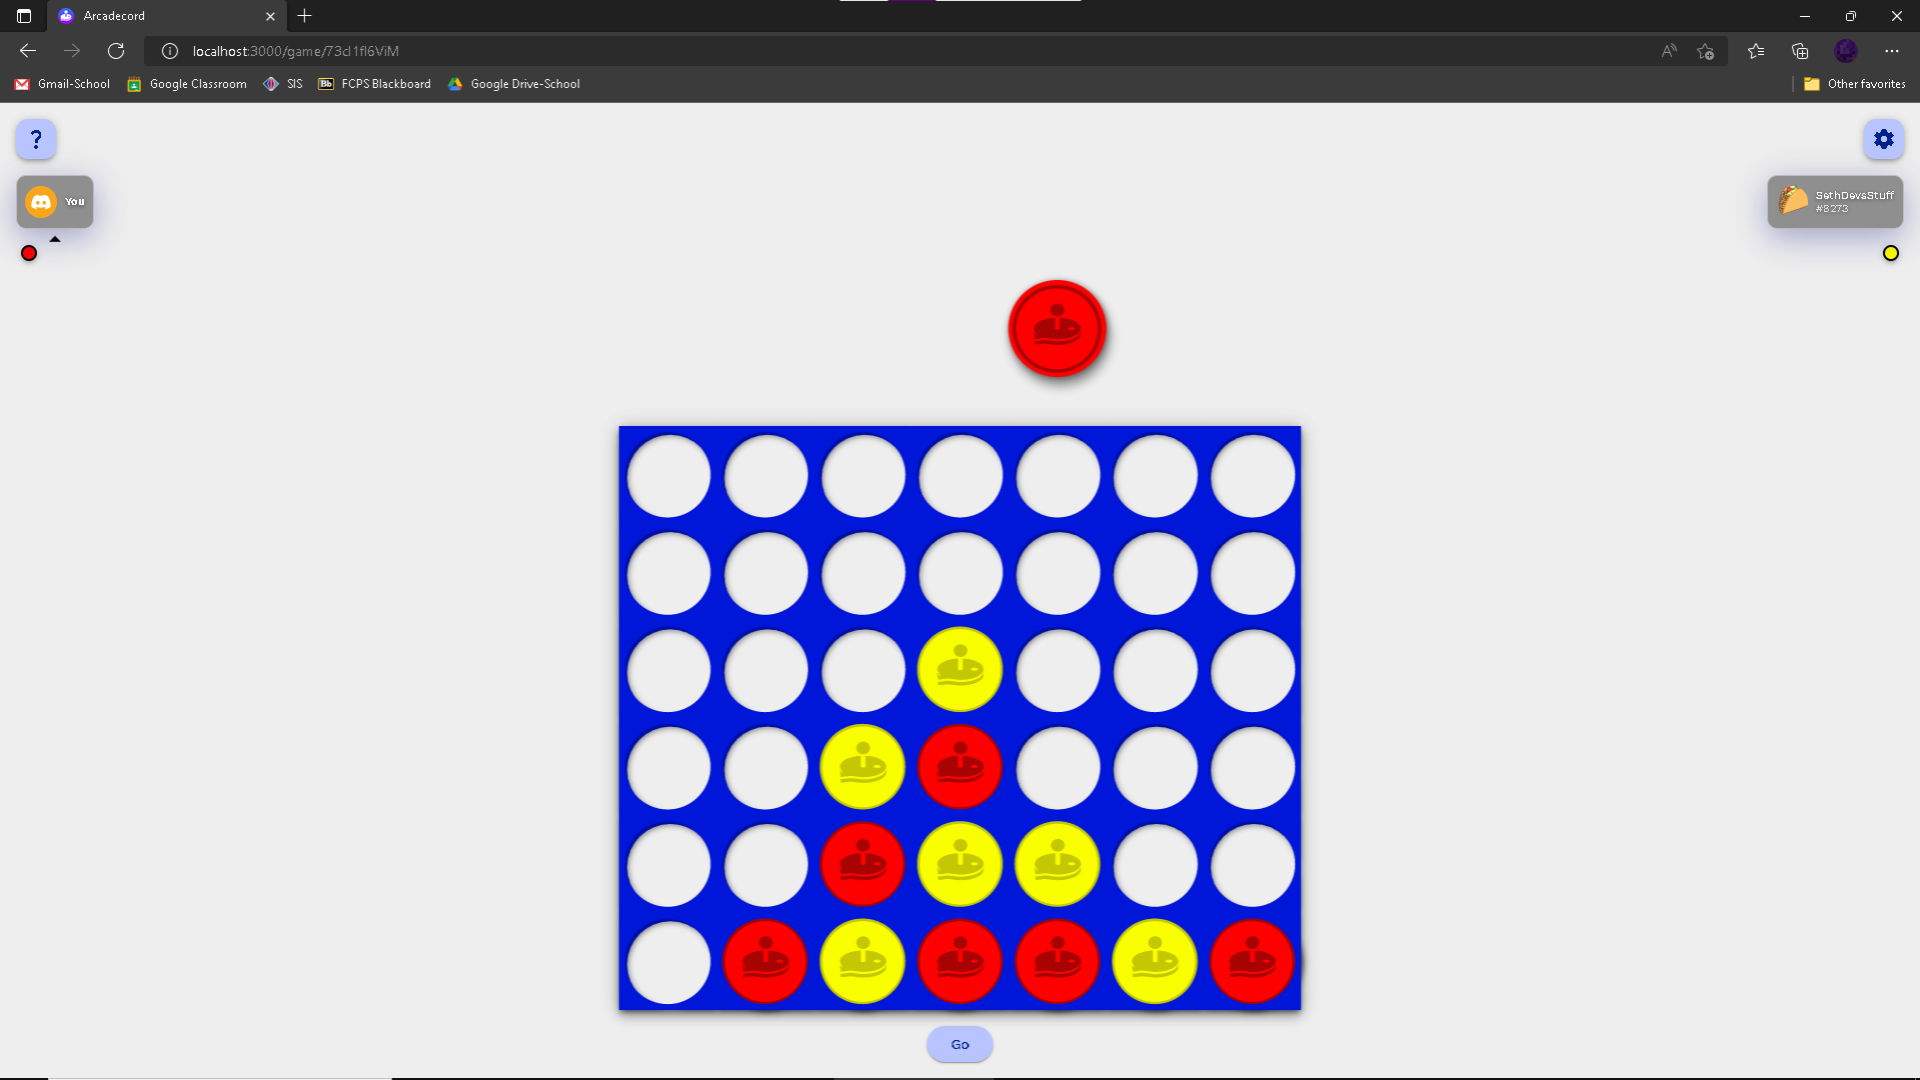 Arcadecord
localhost:3000/game/73cl1fl6ViM
Gmail-School
Google Classroom
SIS
Bb
FCPS Blackboard
Google Drive-School
Other favorites
?
You
SethDevsStuff
#8273
Go